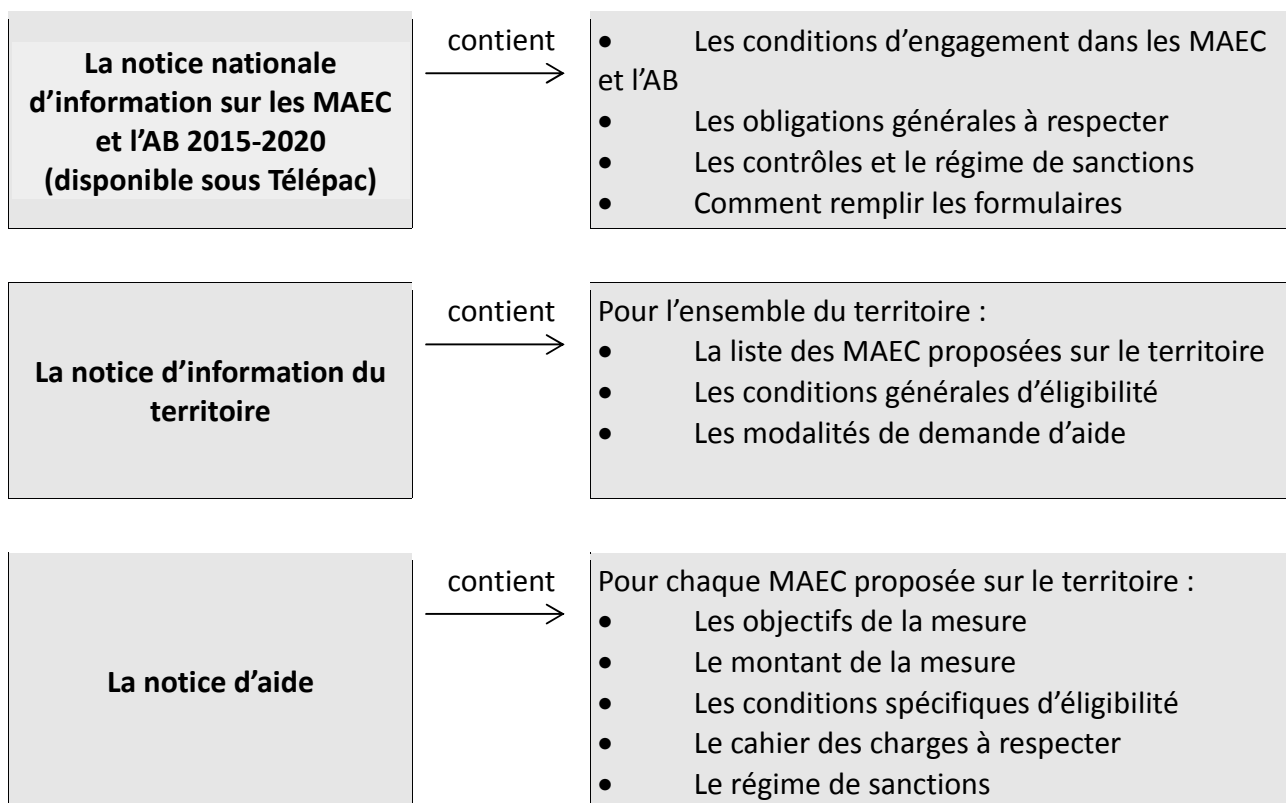 La notice nationale
d’information sur les MAEC
et l’AB 2015-2020
(disponible sous Télépac)
contient
• Les conditions d’engagement dans les MAEC
et l’AB
• Les obligations générales à respecter
• Les contrôles et le régime de sanctions
• Comment remplir les formulaires
La notice d’information du
territoire
contient
Pour l’ensemble du territoire :
• La liste des MAEC proposées sur le territoire
• Les conditions générales d’éligibilité
• Les modalités de demande d’aide
La notice d’aide
contient
Pour chaque MAEC proposée sur le territoire :
• Les objectifs de la mesure
• Le montant de la mesure
• Les conditions spécifiques d’éligibilité
• Le cahier des charges à respecter
• Le régime de sanctions